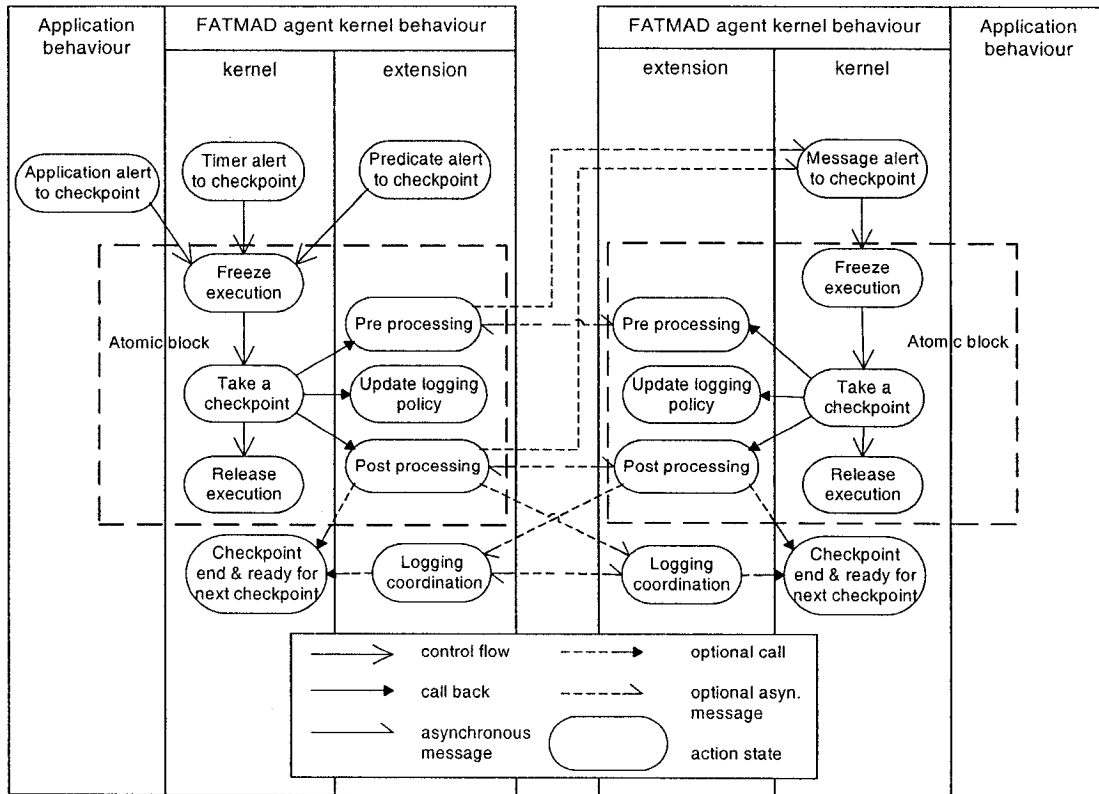 Application
behaviour
FATMAD agent kernel behaviour
kernel
extension
FATMAD agent kernel behaviour
extension
kernel
Application
behaviour
Application alert
to checkpoint
Timer alert
to checkpoint
Predicate alert
to checkpoint
Message alert
to checkpoint
Freeze
execution
Freeze
execution
Pre processing
Pre processing
Atomic block
Atomic block
Take a
checkpoint
Update logging
policy
Update logging
policy
Take a
checkpoint
Release
execution
Post processing
Post processing
Release
execution
Checkpoint
end & ready for
next checkpoint
Logging
coordination
Logging
coordination
Checkpoint
end & ready for
next checkpoint
control flow
optional call
call back
optional asyn.
message
asynchronous
message
action state